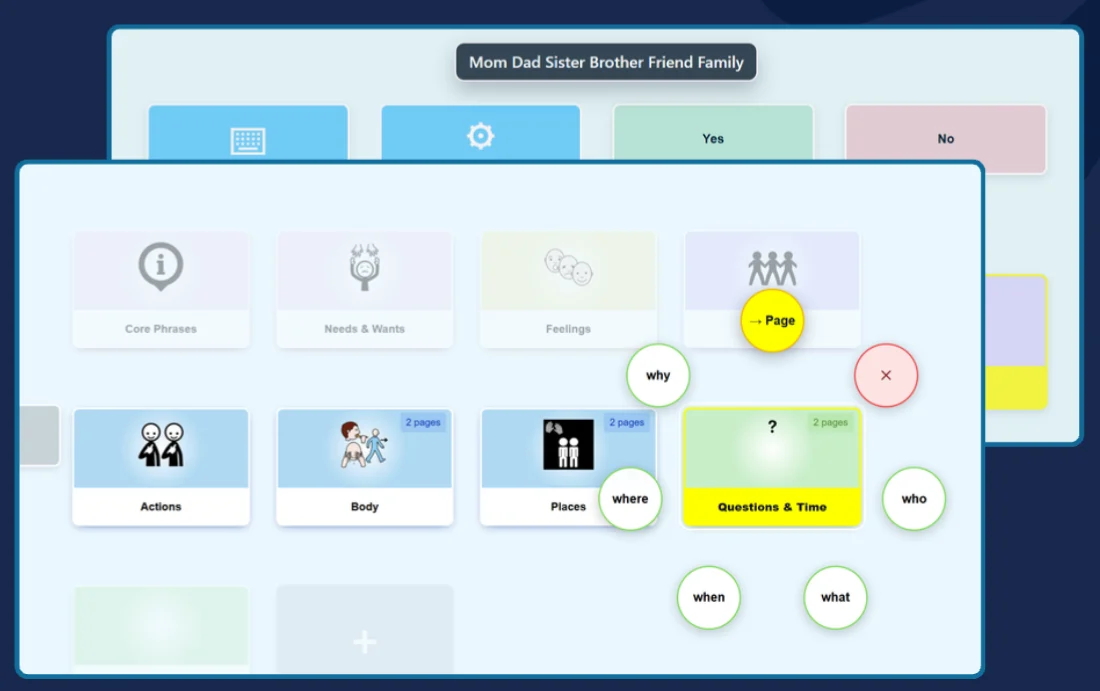 Mom Dad Sister Brother Friend Family
Yes
No
Core Phrases
Needs & Wants
Feelings
→ Page
why
×
2 pages
2 pages
?
2 pages
Actions
Body
Places
where
Questions & Time
who
when
what
+